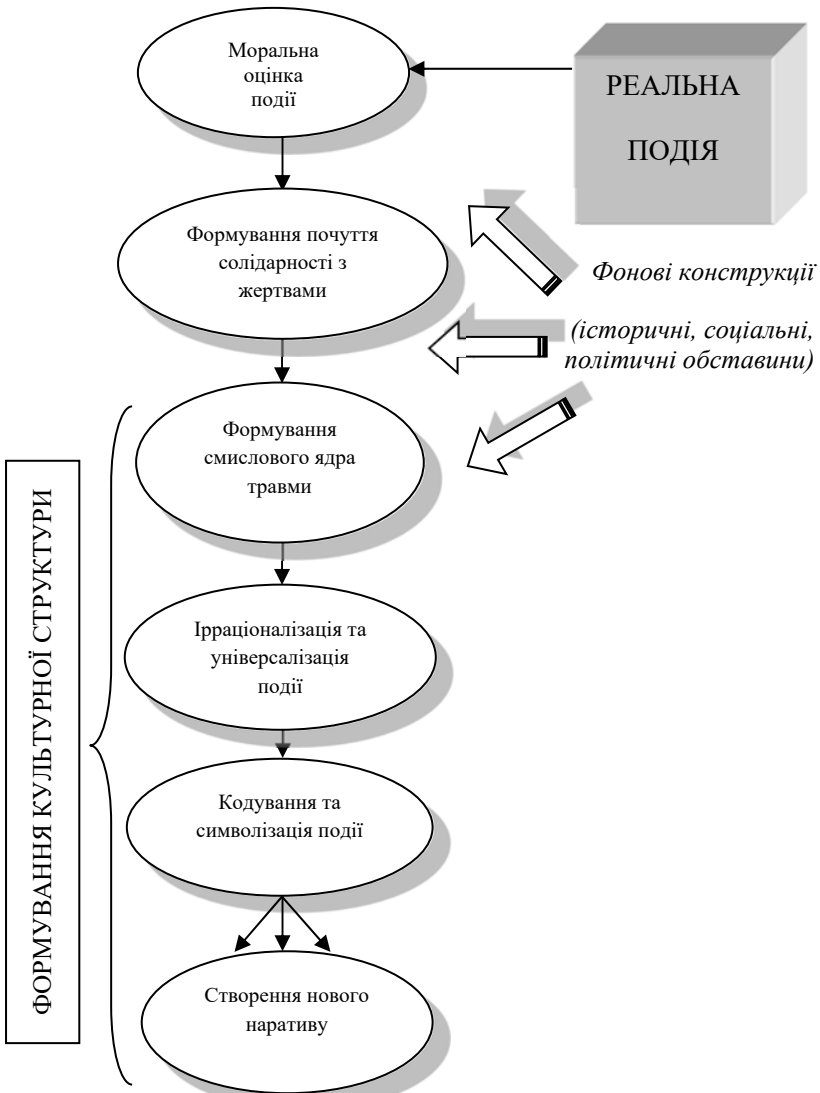 Моральна
оцінка
події
РЕАЛЬНА
ПОДІЯ
Формування почуття
солідарності з
жертвами
Фонові конструкції
(історичні, соціальні,
політичні обставини)
Формування
смислового ядра
травми
ФОРМУВАННЯ КУЛЬТУРНОЇ СТРУКТУРИ
Ірраціоналізація та
універсалізація
події
Кодування та
символізація події
Створення нового
наративу